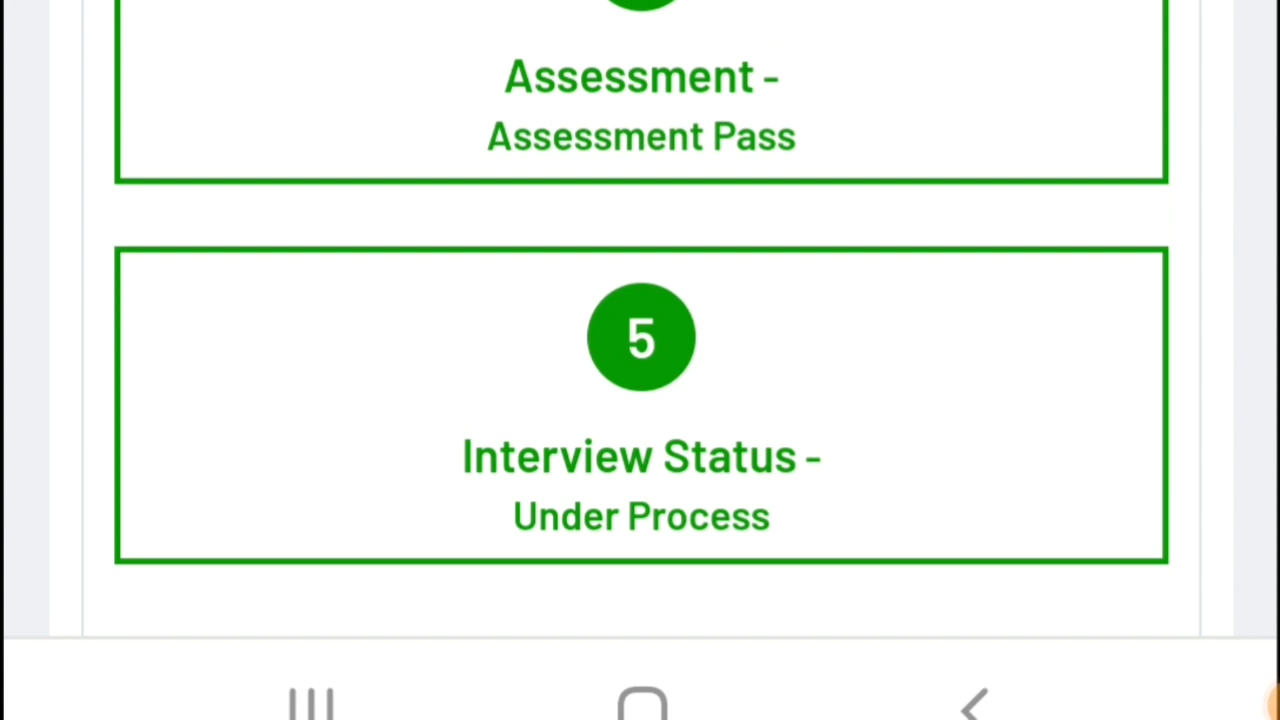 Assessment -
Assessment Pass
5
Interview Status -
Under Process